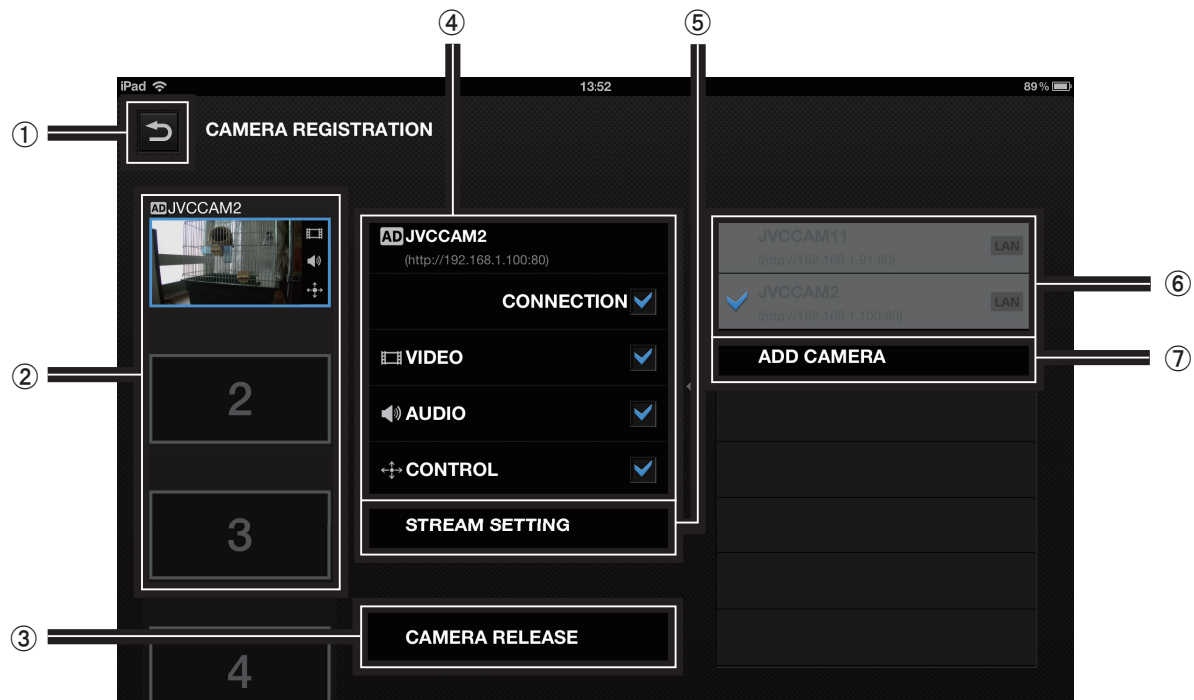 ④ ⑤
iPad 13:52 89 %
① CAMERA REGISTRATION
② AD JVCCAM2
2
3
4
AD JVCCAM2
(http://192.168.1.100:80)
CONNECTION
VIDEO
AUDIO
CONTROL
STREAM SETTING
③ CAMERA RELEASE
JVCCAM11 LAN
(http://192.168.1.91:80)
⑥
JVCCAM2 LAN
(http://192.168.1.100:80)
ADD CAMERA ⑦